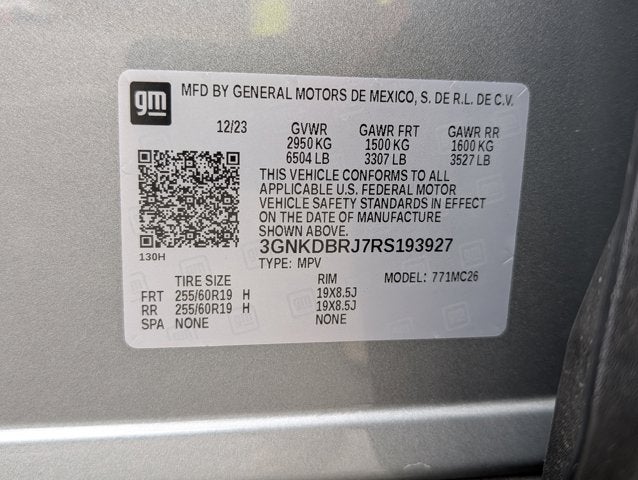 gm
MFD BY GENERAL MOTORS DE MEXICO, S. DE R.L. DE C.V.
12/23 GVWR GAWR FRT GAWR RR
2950 KG 1500 KG 1600 KG
6504 LB 3307 LB 3527 LB
THIS VEHICLE CONFORMS TO ALL
APPLICABLE U.S. FEDERAL MOTOR
VEHICLE SAFETY STANDARDS IN EFFECT
ON THE DATE OF MANUFACTURE
SHOWN ABOVE.
130H
3GNKDBRJ7RS193927
TYPE: MPV
TIRE SIZE RIM MODEL: 771MC26
FRT 255/60R19 H 19X8.5J
RR 255/60R19 H 19X8.5J
SPA NONE NONE